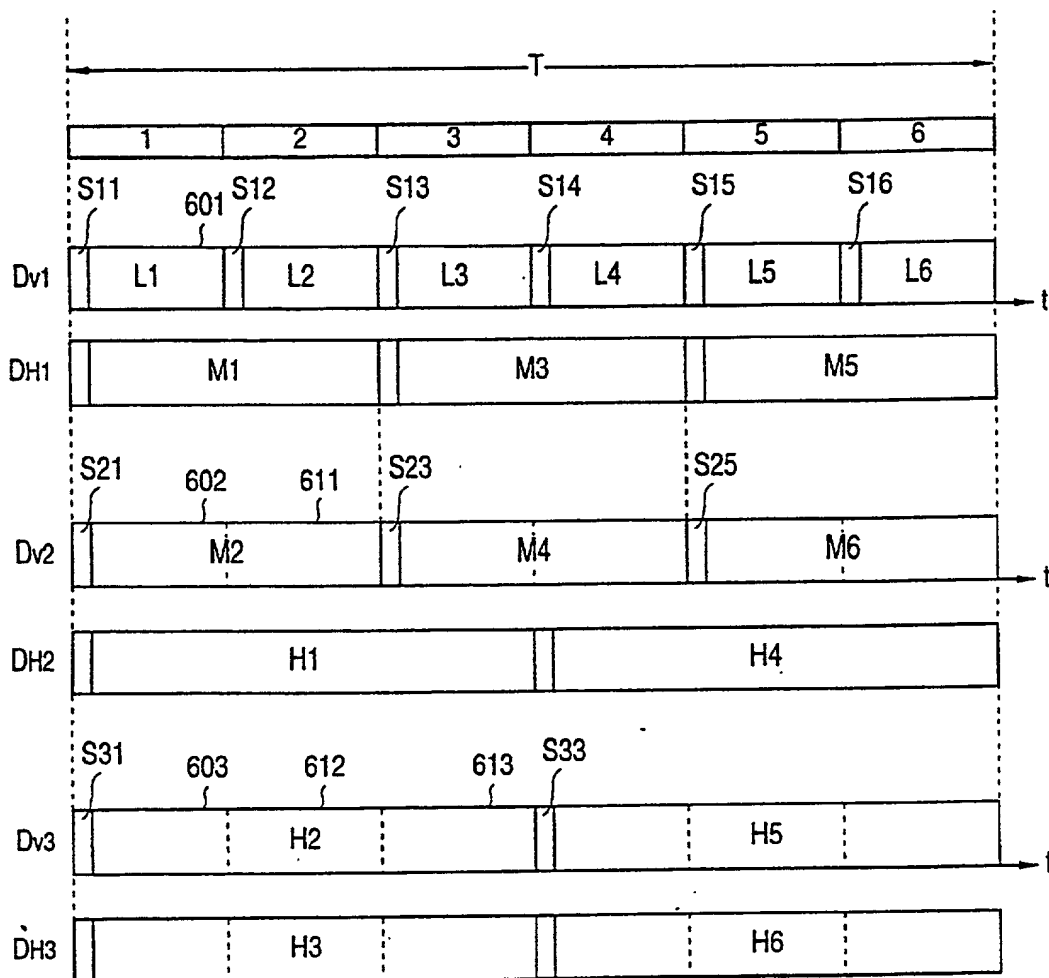 T
1 2 3 4 5 6
S11 601 S12 S13 S14 S15 S16
Dv1 L1 L2 L3 L4 L5 L6 t
DH1 M1 M3 M5
S21 602 611 S23 S25
Dv2 M2 M4 M6 t
DH2 H1 H4
S31 603 612 613 S33
Dv3 H2 H5 t
DH3 H3 H6